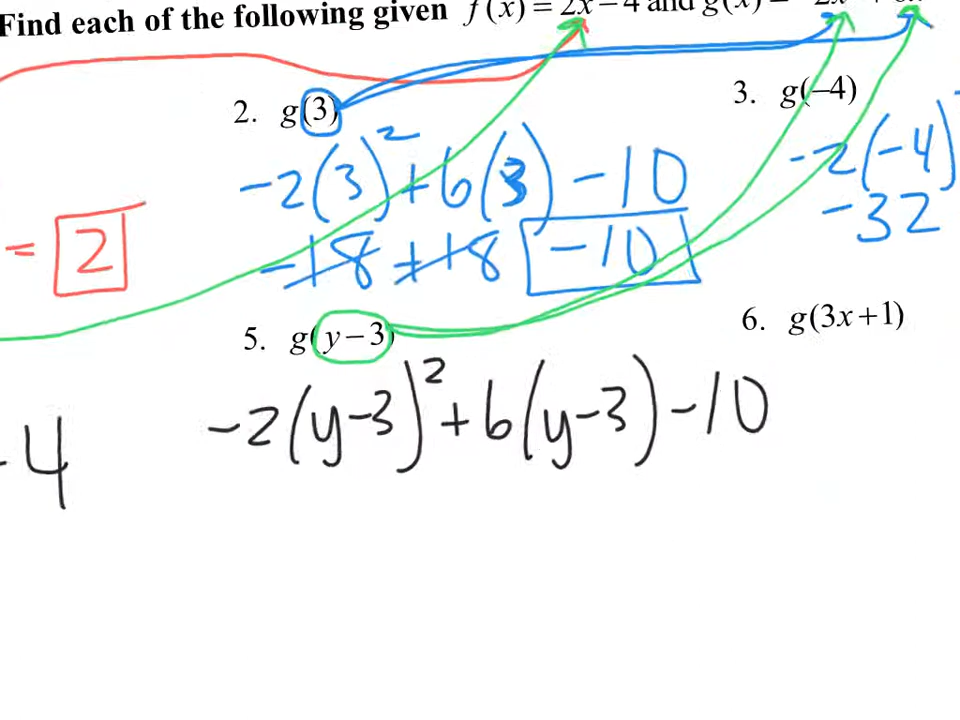 Find each of the following given f(x) = 2x − 4 and g(x) =
2. g(3)
3. g(−4)
-2(3)² + 6(3) - 10
-2(-4)
= 2
-18 + 18 -10
-32
5. g(y−3)
6. g(3x+1)
-2(y-3)² + 6(y-3) - 10
- 4